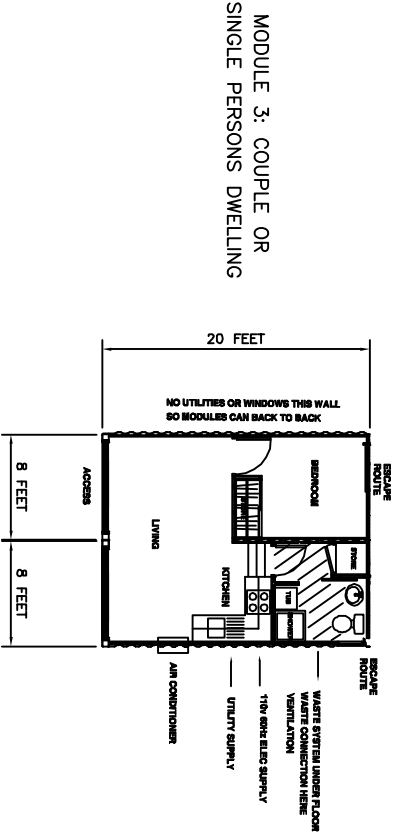 MODULE 3: COUPLE OR
SINGLE PERSONS DWELLING
20 FEET
NO UTILITIES OR WINDOWS THIS WALL
SO MODULES CAN BACK TO BACK
ESCAPE
ROUTE
BEDROOM
STORE
LIVING
KITCHEN
TUB
SHOWER
ACCESS
8 FEET
8 FEET
ESCAPE
ROUTE
WASTE SYSTEM UNDER FLOOR
WASTE CONNECTION HERE
VENTILATION
110v 60Hz ELEC SUPPLY
UTILITY SUPPLY
AIR CONDITIONER